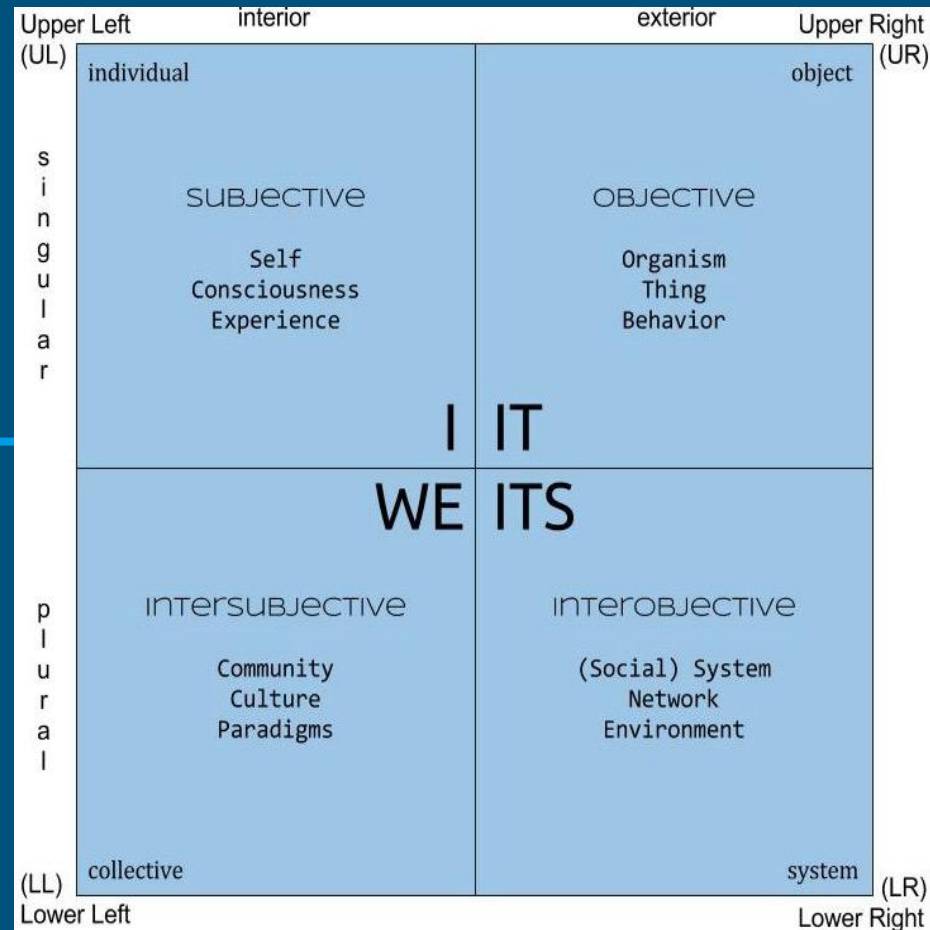 interior
exterior
Upper Left
Upper Right
(UL)
(UR)
individual
object
singular
SUBJECTIVE
OBJECTIVE
Self
Organism
Consciousness
Thing
Experience
Behavior
I
IT
WE
ITS
plural
INTERSUBJECTIVE
INTEROBJECTIVE
Community
(Social) System
Culture
Network
Paradigms
Environment
collective
system
(LL)
(LR)
Lower Left
Lower Right